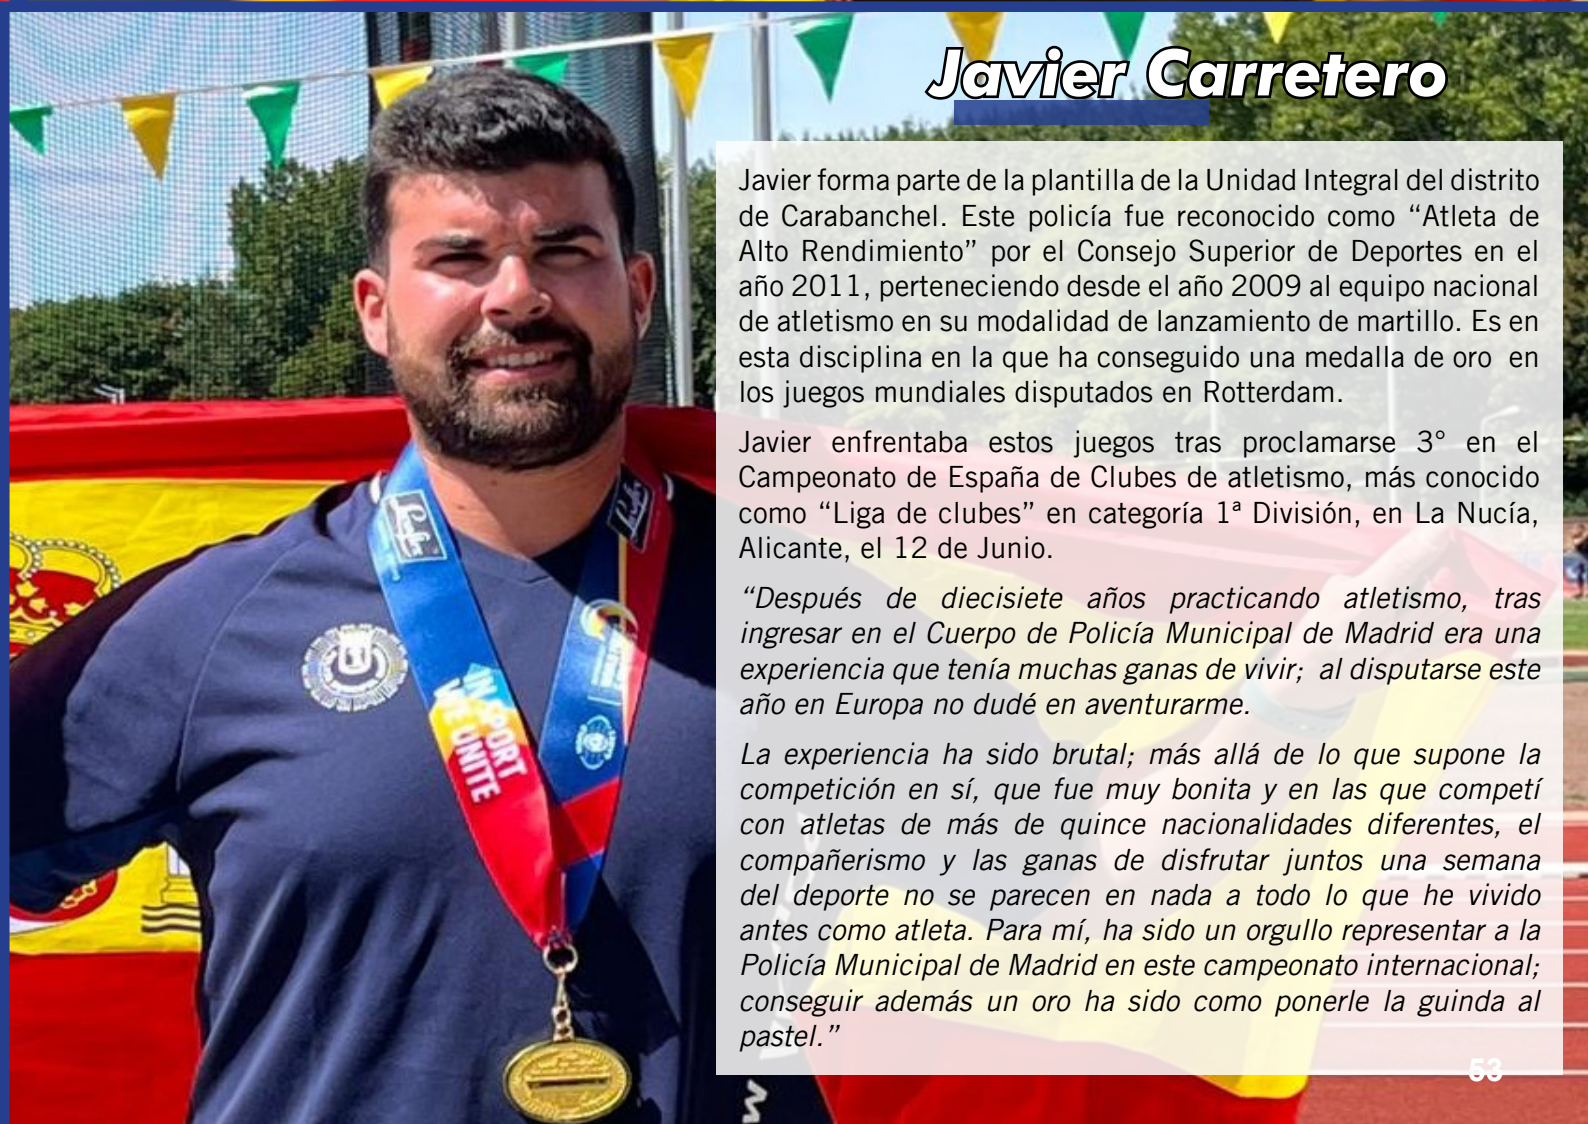 Javier Carretero
Javier forma parte de la plantilla de la Unidad Integral del distrito
de Carabanchel. Este policía fue reconocido como “Atleta de
Alto Rendimiento” por el Consejo Superior de Deportes en el
año 2011, perteneciendo desde el año 2009 al equipo nacional
de atletismo en su modalidad de lanzamiento de martillo. Es en
esta disciplina en la que ha conseguido una medalla de oro en
los juegos mundiales disputados en Rotterdam.
Javier enfrentaba estos juegos tras proclamarse 3° en el
Campeonato de España de Clubes de atletismo, más conocido
como “Liga de clubes” en categoría 1ª División, en La Nucía,
Alicante, el 12 de Junio.
“Después de diecisiete años practicando atletismo, tras
ingresar en el Cuerpo de Policía Municipal de Madrid era una
experiencia que tenía muchas ganas de vivir; al disputarse este
año en Europa no dudé en aventurarme.
La experiencia ha sido brutal; más allá de lo que supone la
competición en sí, que fue muy bonita y en las que competí
con atletas de más de quince nacionalidades diferentes, el
compañerismo y las ganas de disfrutar juntos una semana
del deporte no se parecen en nada a todo lo que he vivido
antes como atleta. Para mí, ha sido un orgullo representar a la
Policía Municipal de Madrid en este campeonato internacional;
conseguir además un oro ha sido como ponerle la guinda al
pastel.”
53
IN SPORT
WE UNITE